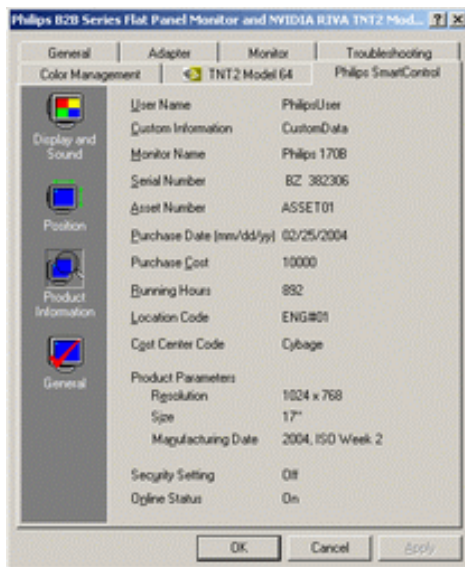 Philips B2B Series Flat Panel Monitor and NVIDIA RIVA TNT2 Mod...
General Adapter Monitor Troubleshooting
Color Management TNT2 Model 64 Philips SmartControl
Display and Sound
Position
Product Information
General
User Name PhilipsUser
Custom Information CustomData
Monitor Name Philips 170B
Serial Number BZ 382306
Asset Number ASSET01
Purchase Date (mm/dd/yy) 02/25/2004
Purchase Cost 10000
Running Hours 892
Location Code ENG#01
Cost Center Code Cybage
Product Parameters
Resolution 1024 x 768
Size 17"
Manufacturing Date 2004, ISO Week 2
Security Setting Off
Online Status On
OK Cancel Apply